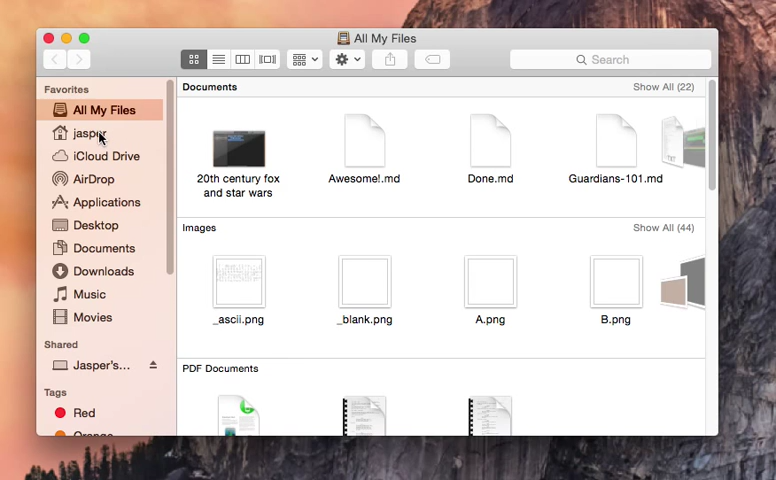 All My Files
Search
Favorites
All My Files
jasper
iCloud Drive
AirDrop
Applications
Desktop
Documents
Downloads
Music
Movies
Shared
Jasper's...
Tags
Red
Orange
Documents
Show All (22)
20th century fox
and star wars
Awesome!.md
Done.md
Guardians-101.md
TXT
Images
Show All (44)
_ascii.png
_blank.png
A.png
B.png
PDF Documents